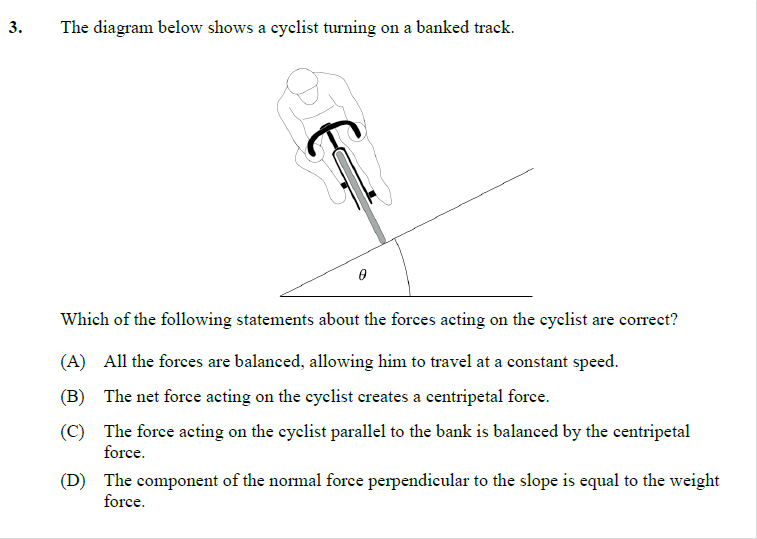 3. The diagram below shows a cyclist turning on a banked track.
θ
Which of the following statements about the forces acting on the cyclist are correct?
(A) All the forces are balanced, allowing him to travel at a constant speed.
(B) The net force acting on the cyclist creates a centripetal force.
(C) The force acting on the cyclist parallel to the bank is balanced by the centripetal
force.
(D) The component of the normal force perpendicular to the slope is equal to the weight
force.